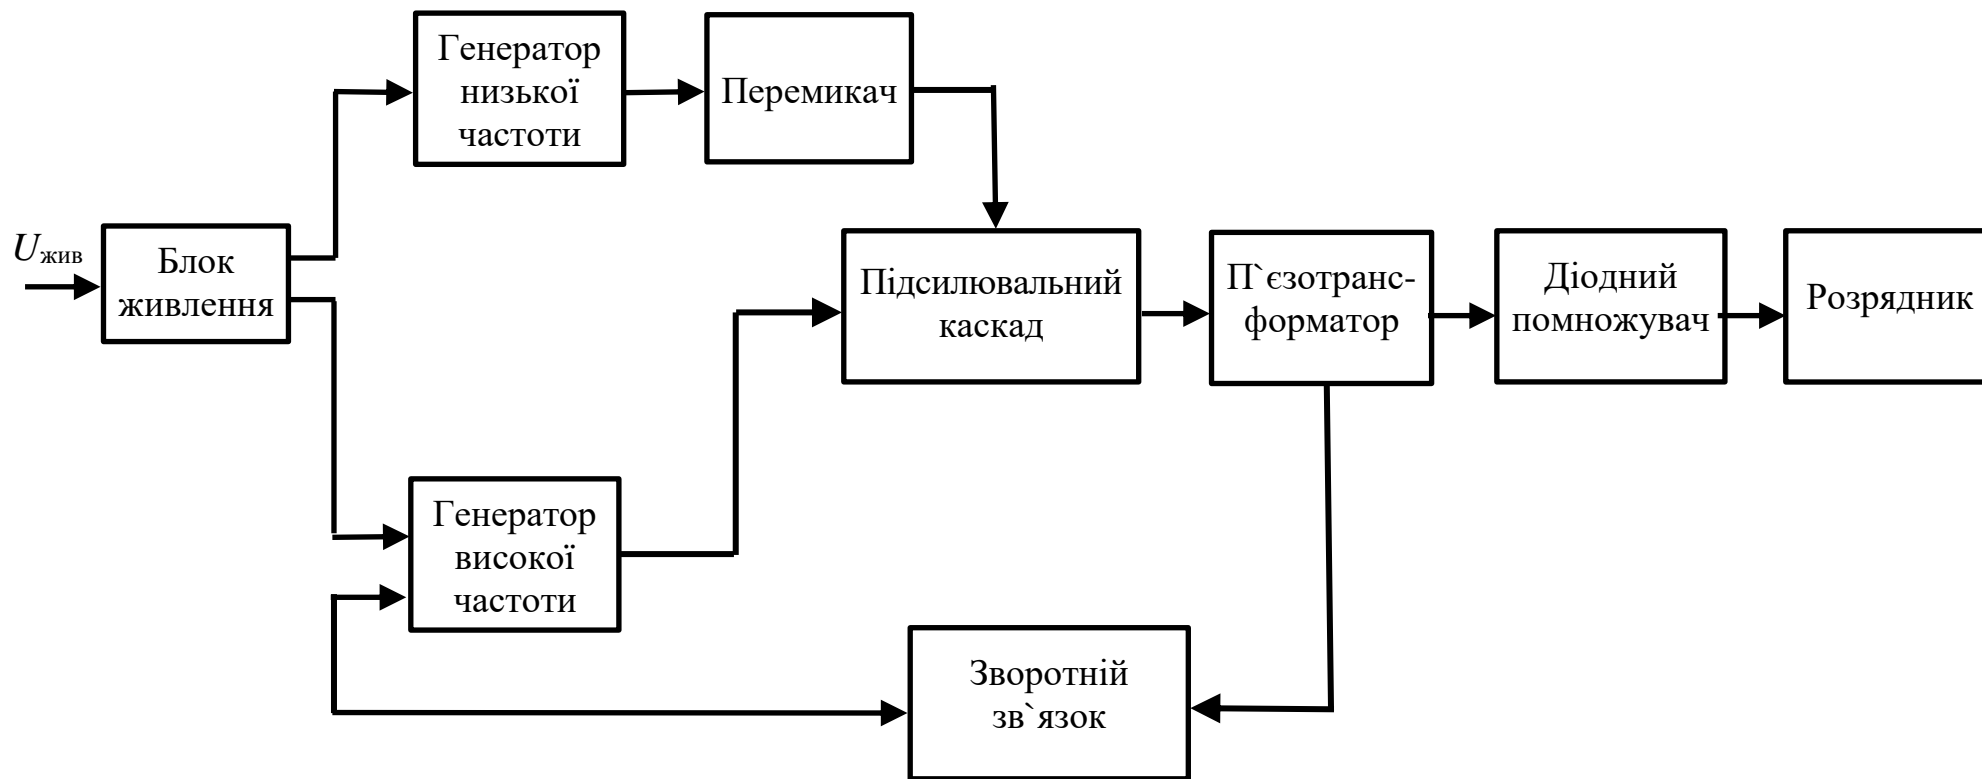 Генератор
низької
частоти
Перемикач
Uжив
Блок
живлення
Підсилювальний
каскад
П`єзотранс-
форматор
Діодний
помножувач
Розрядник
Генератор
високої
частоти
Зворотній
зв`язок